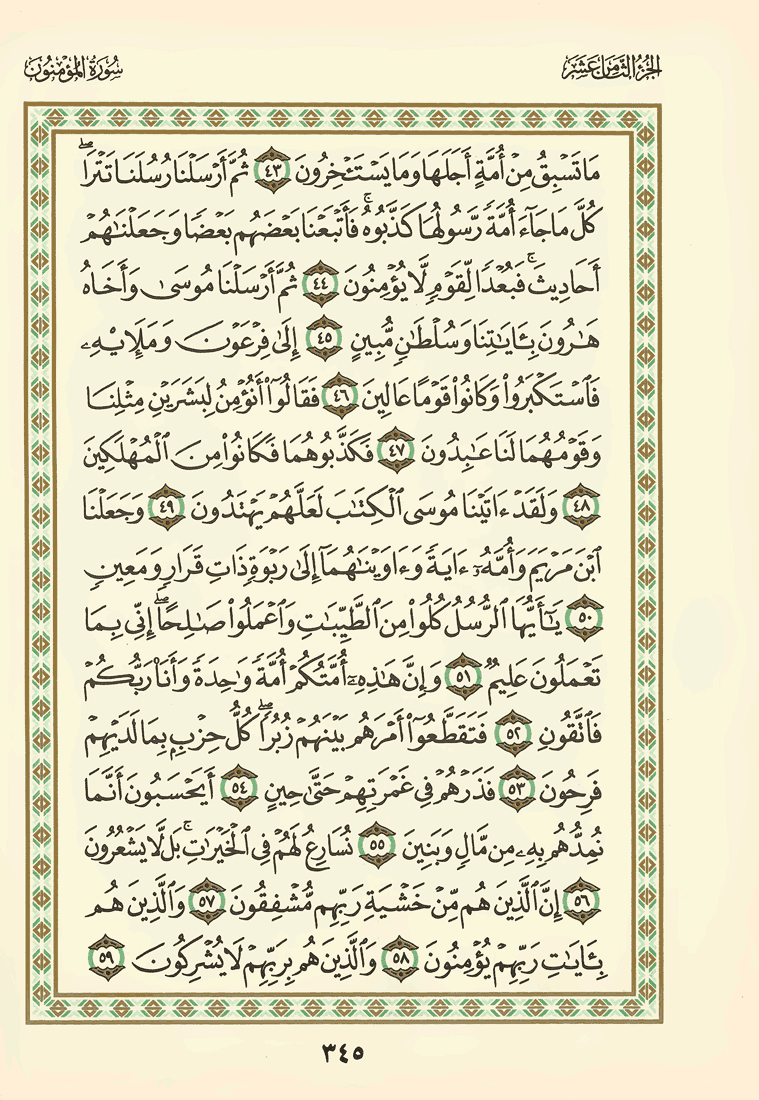 الجزء الثامن عشر
سورة المؤمنون
مَا تَسْبِقُ مِنْ أُمَّةٍ أَجَلَهَا وَمَا يَسْتَـْٔخِرُونَ ٤٣ ثُمَّ أَرْسَلْنَا رُسُلَنَا تَتْرَاۖ
كُلَّ مَا جَآءَ أُمَّةً رَّسُولُهَا كَذَّبُوهُۚ فَأَتْبَعْنَا بَعْضَهُم بَعْضًا وَجَعَلْنَٰهُمْ
أَحَادِيثَۚ فَبُعْدًا لِّقَوْمٍ لَّا يُؤْمِنُونَ ٤٤ ثُمَّ أَرْسَلْنَا مُوسَىٰ وَأَخَاهُ
هَٰرُونَ بِـَٔايَٰتِنَا وَسُلْطَٰنٍ مُّبِينٍ ٤٥ إِلَىٰ فِرْعَوْنَ وَمَلَإِيْهِۦ
فَٱسْتَكْبَرُوا۟ وَكَانُوا۟ قَوْمًا عَالِينَ ٤٦ فَقَالُوٓا۟ أَنُؤْمِنُ لِبَشَرَيْنِ مِثْلِنَا
وَقَوْمُهُمَا لَنَا عَٰبِدُونَ ٤٧ فَكَذَّبُوهُمَا فَكَانُوا۟ مِنَ ٱلْمُهْلَكِينَ
٤٨ وَلَقَدْ ءَاتَيْنَا مُوسَى ٱلْكِتَٰبَ لَعَلَّهُمْ يَهْتَدُونَ ٤٩ وَجَعَلْنَا
ٱبْنَ مَرْيَمَ وَأُمَّهُۥٓ ءَايَةً وَءَاوَيْنَٰهُمَآ إِلَىٰ رَبْوَةٍ ذَاتِ قَرَارٍ وَمَعِينٍ
٥٠ يَٰٓأَيُّهَا ٱلرُّسُلُ كُلُوا۟ مِنَ ٱلطَّيِّبَٰتِ وَٱعْمَلُوا۟ صَٰلِحًاۖ إِنِّى بِمَا
تَعْمَلُونَ عَلِيمٌ ٥١ وَإِنَّ هَٰذِهِۦٓ أُمَّتُكُمْ أُمَّةً وَٰحِدَةً وَأَنَا۠ رَبُّكُمْ
فَٱتَّقُونِ ٥٢ فَتَقَطَّعُوٓا۟ أَمْرَهُم بَيْنَهُمْ زُبُرًاۖ كُلُّ حِزْبٍۭ بِمَا لَدَيْهِمْ
فَرِحُونَ ٥٣ فَذَرْهُمْ فِى غَمْرَتِهِمْ حَتَّىٰ حِينٍ ٥٤ أَيَحْسَبُونَ أَنَّمَا
نُمِدُّهُم بِهِۦ مِن مَّالٍ وَبَنِينَ ٥٥ نُسَارِعُ لَهُمْ فِى ٱلْخَيْرَٰتِۚ بَل لَّا يَشْعُرُونَ
٥٦ إِنَّ ٱلَّذِينَ هُم مِّنْ خَشْيَةِ رَبِّهِم مُّشْفِقُونَ ٥٧ وَٱلَّذِينَ هُم
بِـَٔايَٰتِ رَبِّهِمْ يُؤْمِنُونَ ٥٨ وَٱلَّذِينَ هُم بِرَبِّهِمْ لَا يُشْرِكُونَ ٥٩
٣٤٥